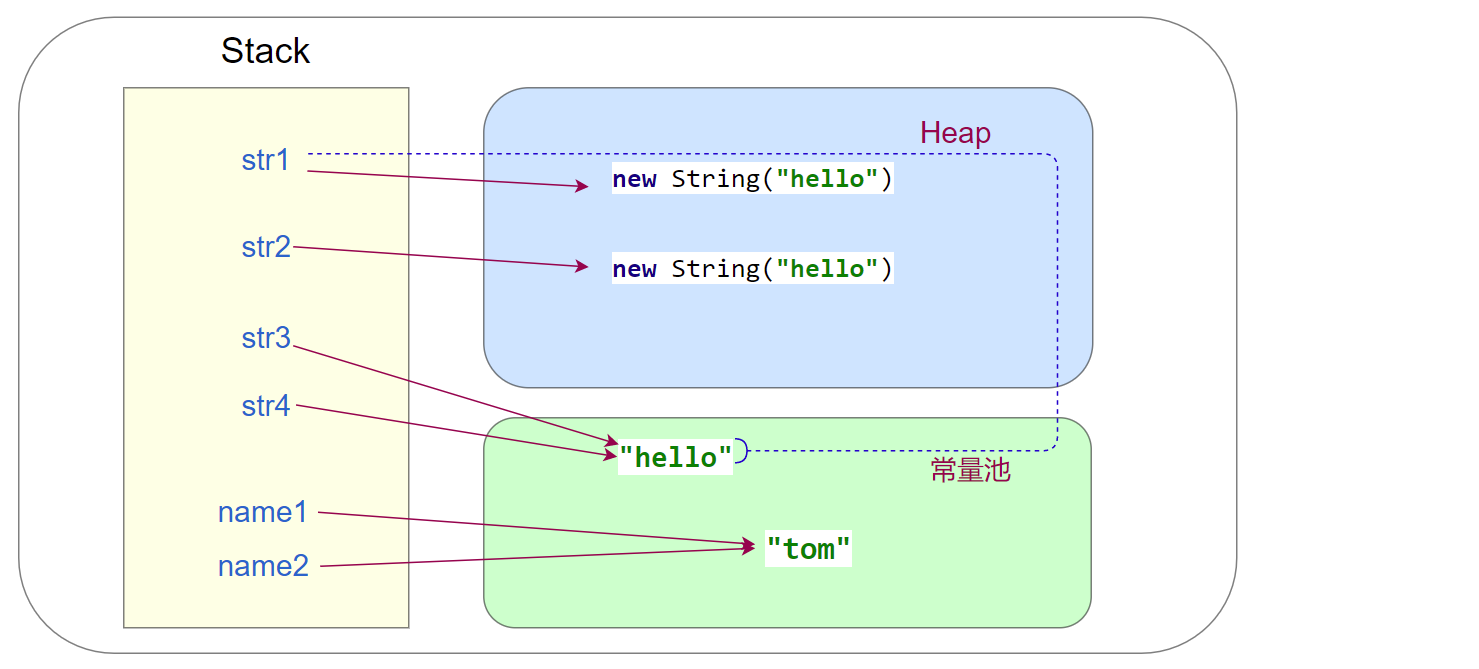 Stack
Heap
str1
new String("hello")
str2
new String("hello")
str3
str4
"hello"
常量池
name1
"tom"
name2